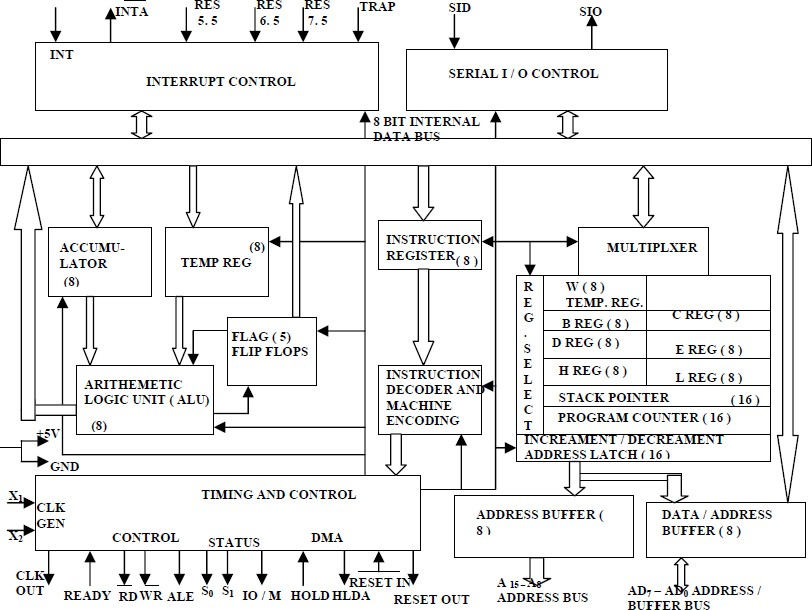 INTA
RES
5. 5
RES
6. 5
RES
7. 5
TRAP
SID
SIO
INT
INTERRUPT CONTROL
SERIAL I / O CONTROL
8 BIT INTERNAL
DATA BUS
ACCUMU-
LATOR
(8)
(8)
TEMP REG
INSTRUCTION
REGISTER ( 8 )
MULTIPLXER
R
E
G
.
S
E
L
E
C
T
W ( 8 )
TEMP. REG.
B REG ( 8 )
C REG ( 8 )
D REG ( 8 )
E REG ( 8 )
H REG ( 8 )
L REG ( 8 )
STACK POINTER ( 16 )
PROGRAM COUNTER ( 16 )
INCREAMENT / DECREAMENT
ADDRESS LATCH ( 16 )
FLAG ( 5 )
FLIP FLOPS
ARITHEMETIC
LOGIC UNIT ( ALU)
(8)
INSTRUCTION
DECODER AND
MACHINE
ENCODING
+5V
GND
X1
X2
CLK
GEN
TIMING AND CONTROL
CONTROL
STATUS
DMA
ADDRESS BUFFER (
8 )
DATA / ADDRESS
BUFFER ( 8 )
CLK
OUT
READY
RD
WR
ALE
S0
S1
IO / M
HOLD
HLDA
RESET IN
RESET OUT
A 15 – A8
ADDRESS BUS
AD7 – AD0 ADDRESS /
BUFFER BUS